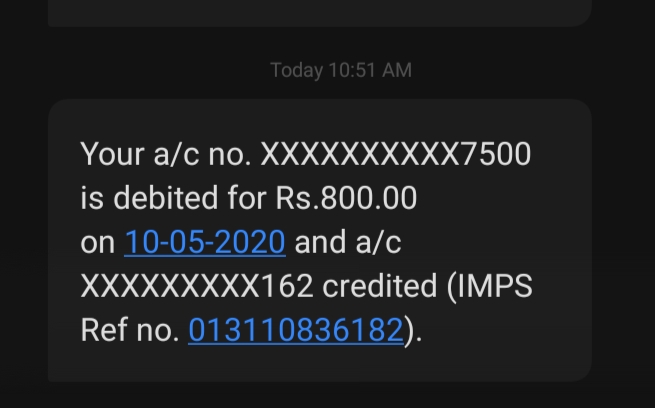 Today 10:51 AM
Your a/c no. XXXXXXXXXX7500
is debited for Rs.800.00
on 10-05-2020 and a/c
XXXXXXXXX162 credited (IMPS
Ref no. 013110836182).